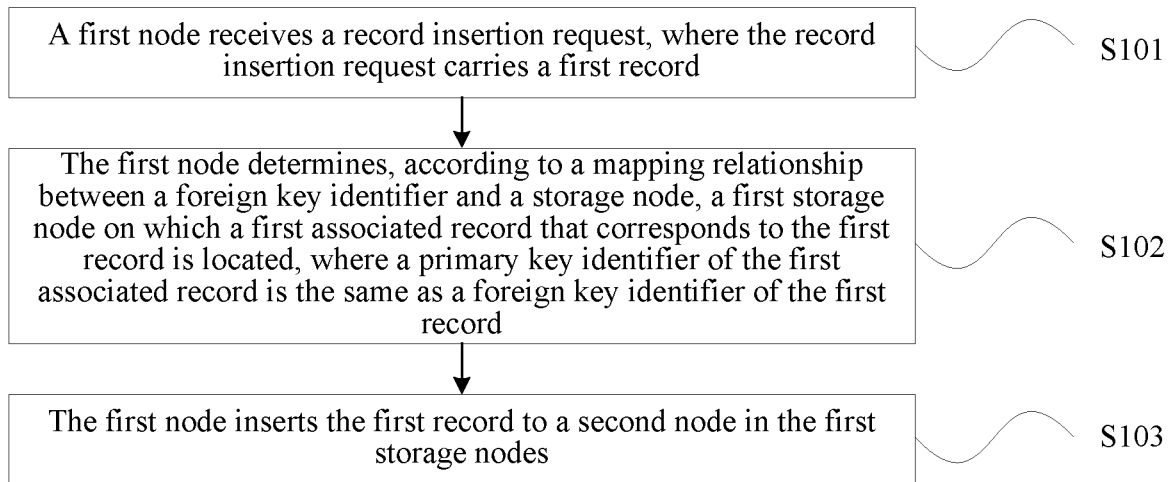 A first node receives a record insertion request, where the record
insertion request carries a first record
S101
The first node determines, according to a mapping relationship
between a foreign key identifier and a storage node, a first storage
node on which a first associated record that corresponds to the first
record is located, where a primary key identifier of the first
associated record is the same as a foreign key identifier of the first
record
S102
The first node inserts the first record to a second node in the first
storage nodes
S103